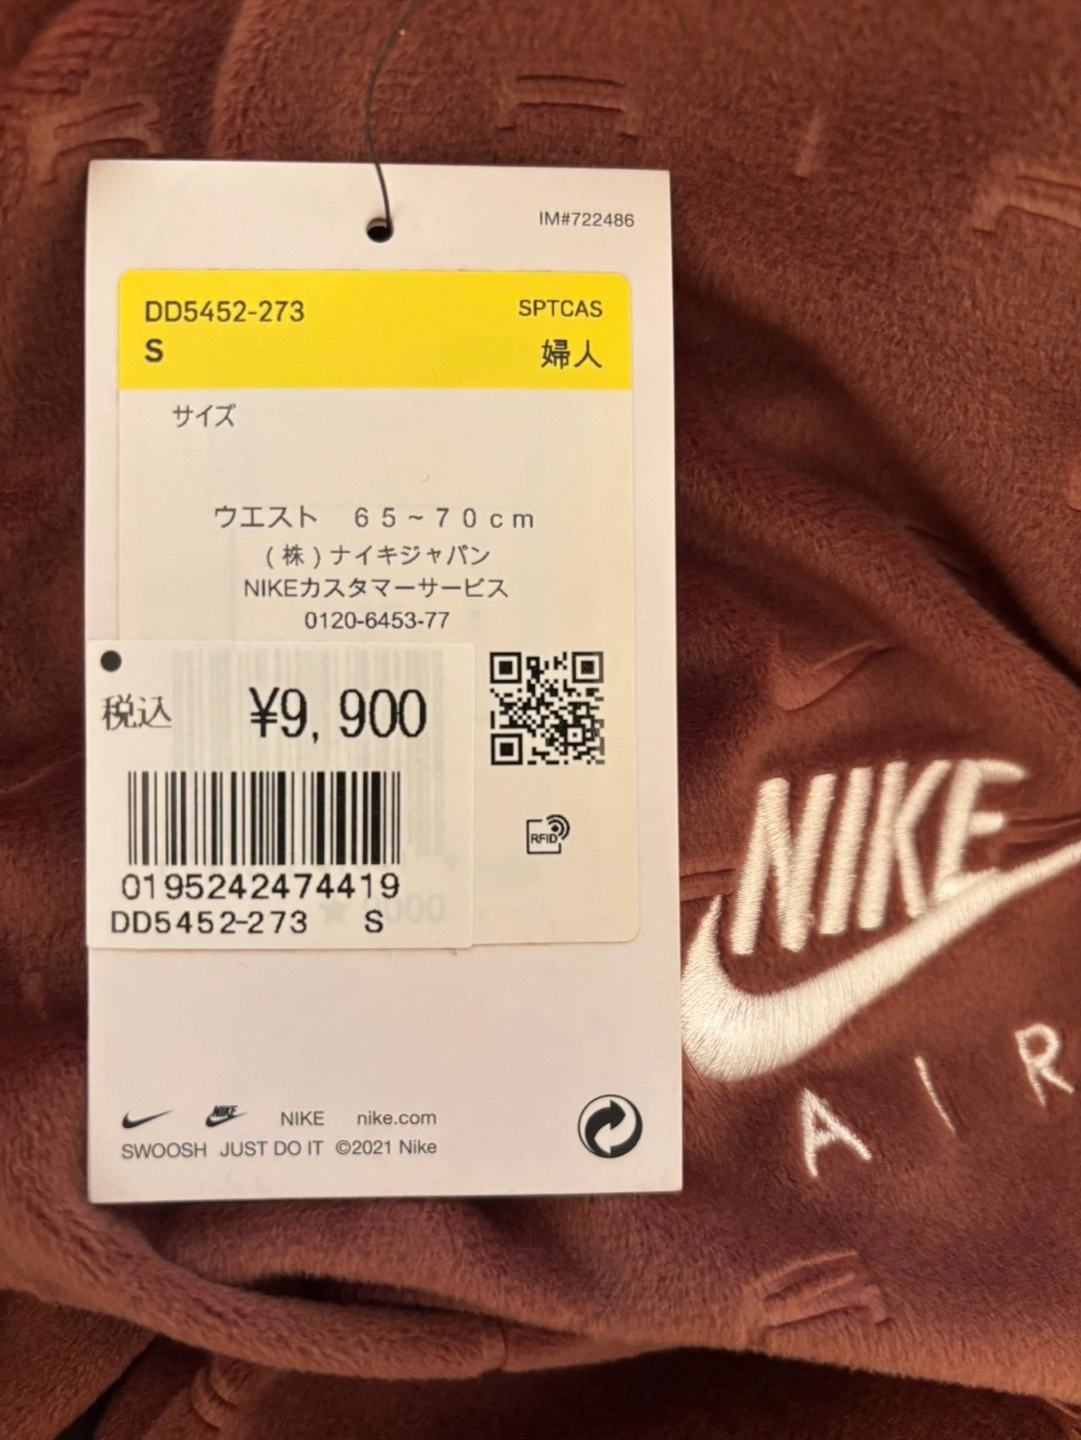 IM#722486
DD5452-273 SPTCAS
S 婦人
サイズ
ウエスト 65~70cm
(株)ナイキジャパン
NIKEカスタマーサービス
0120-6453-77
税込 ¥9,900
RFID
0195242474419
DD5452-273 S
NIKE NIKE nike.com
SWOOSH JUST DO IT ©2021 Nike
NIKE
AIR